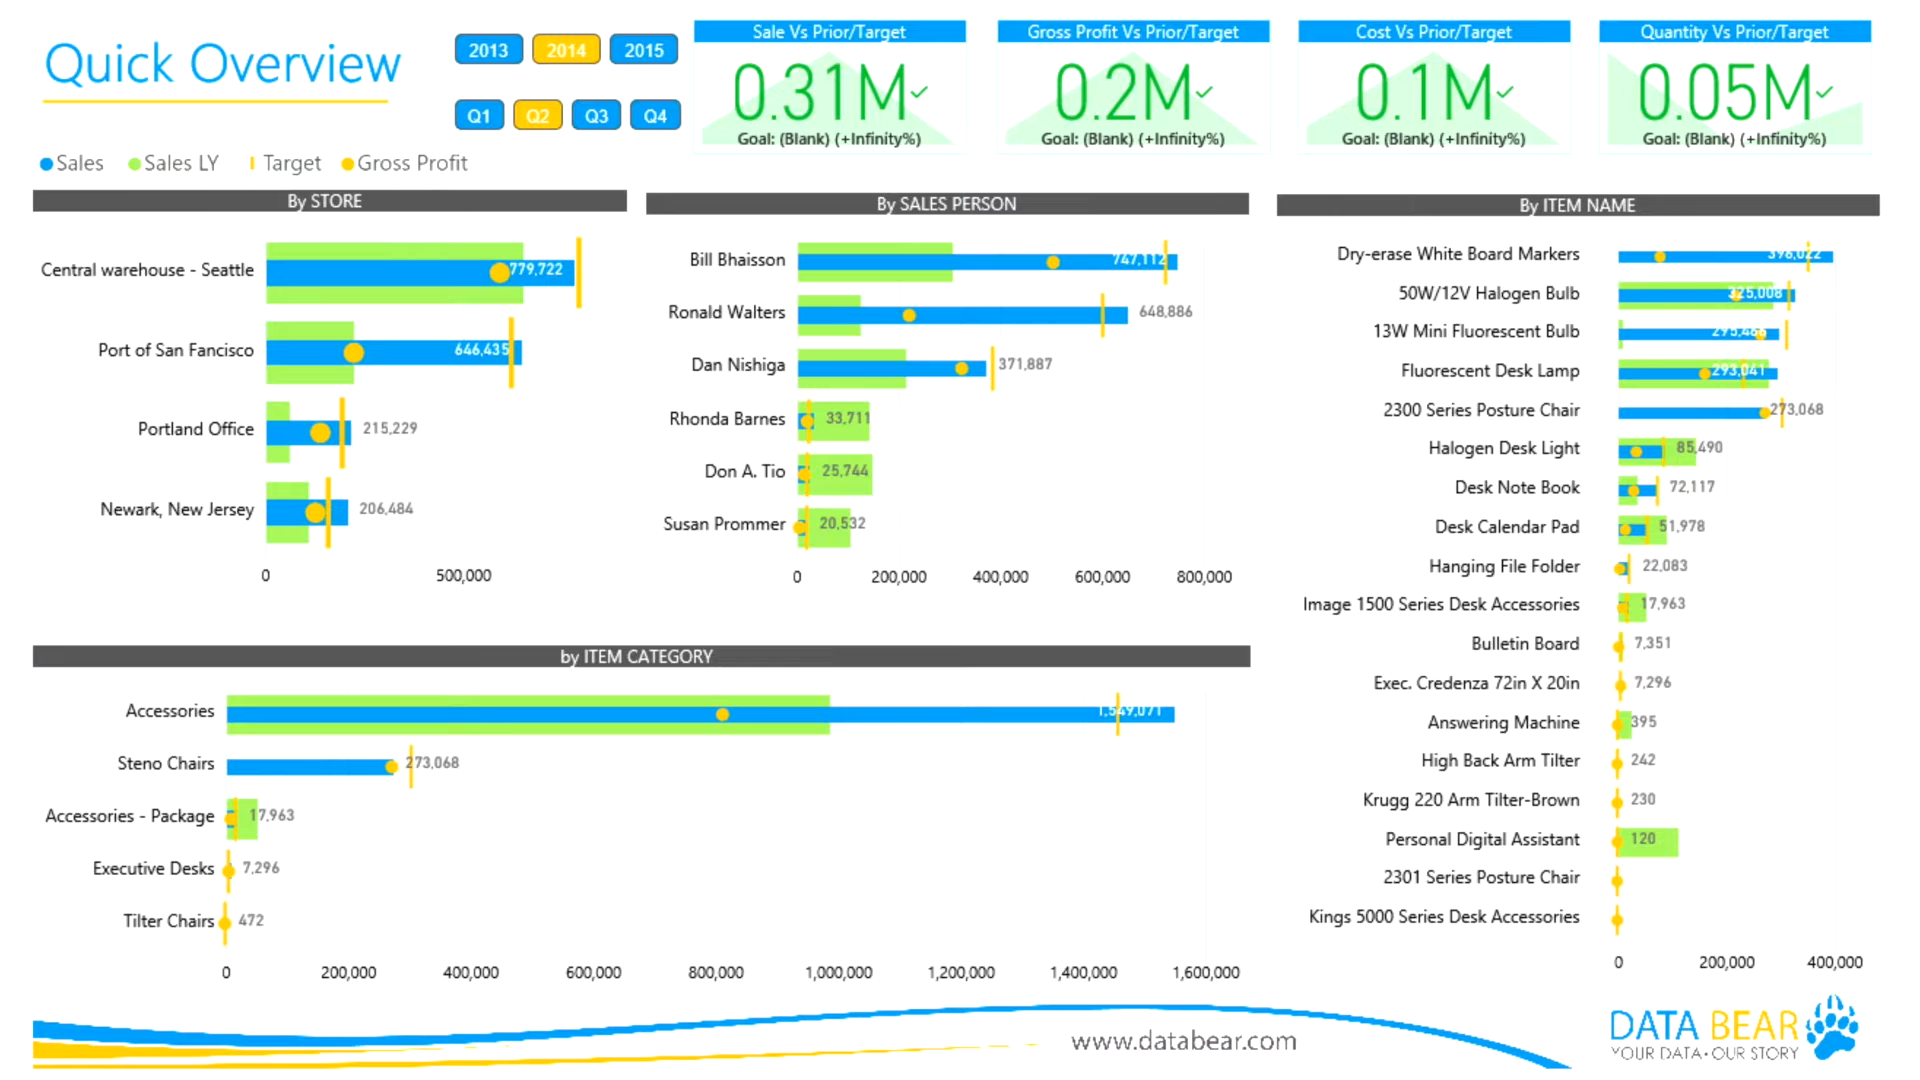 Quick Overview
2013 2014 2015
Q1 Q2 Q3 Q4
Sale Vs Prior/Target
0.31M
Goal: (Blank) (+Infinity%)
Gross Profit Vs Prior/Target
0.2M
Goal: (Blank) (+Infinity%)
Cost Vs Prior/Target
0.1M
Goal: (Blank) (+Infinity%)
Quantity Vs Prior/Target
0.05M
Goal: (Blank) (+Infinity%)
Sales Sales LY Target Gross Profit
By STORE
Central warehouse - Seattle 779,722
Port of San Fancisco 646,435
Portland Office 215,229
Newark, New Jersey 206,484
0 500,000
By SALES PERSON
Bill Bhaisson 747,112
Ronald Walters 648,886
Dan Nishiga 371,887
Rhonda Barnes 33,711
Don A. Tio 25,744
Susan Prommer 20,532
0 200,000 400,000 600,000 800,000
By ITEM NAME
Dry-erase White Board Markers 396,022
50W/12V Halogen Bulb 325,008
13W Mini Fluorescent Bulb 295,466
Fluorescent Desk Lamp 293,041
2300 Series Posture Chair 273,068
Halogen Desk Light 85,490
Desk Note Book 72,117
Desk Calendar Pad 51,978
Hanging File Folder 22,083
Image 1500 Series Desk Accessories 17,963
Bulletin Board 7,351
Exec. Credenza 72in X 20in 7,296
Answering Machine 395
High Back Arm Tilter 242
Krugg 220 Arm Tilter-Brown 230
Personal Digital Assistant 120
2301 Series Posture Chair
Kings 5000 Series Desk Accessories
0 200,000 400,000
by ITEM CATEGORY
Accessories 1,549,071
Steno Chairs 273,068
Accessories - Package 17,963
Executive Desks 7,296
Tilter Chairs 472
0 200,000 400,000 600,000 800,000 1,000,000 1,200,000 1,400,000 1,600,000
www.databear.com
DATA BEAR
YOUR DATA•OUR STORY